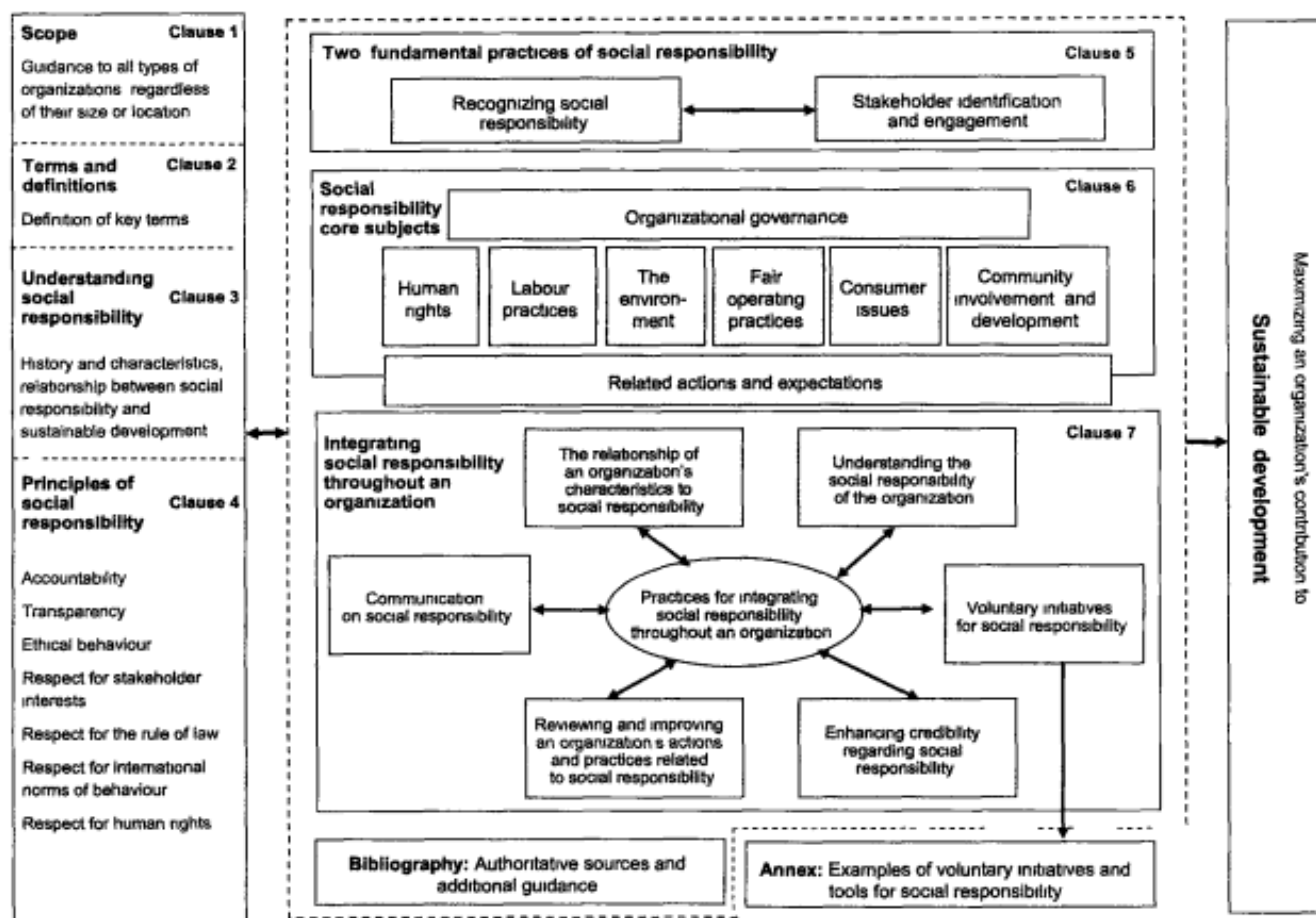 Scope Clause 1
Guidance to all types of
organizations regardless
of their size or location
Terms and Clause 2
definitions
Definition of key terms
Understanding
social Clause 3
responsibility
History and characteristics,
relationship between social
responsibility and
sustainable development
Principles of
social Clause 4
responsibility
Accountability
Transparency
Ethical behaviour
Respect for stakeholder
interests
Respect for the rule of law
Respect for international
norms of behaviour
Respect for human rights
Two fundamental practices of social responsibility Clause 5
Recognizing social
responsibility
Stakeholder identification
and engagement
Social Clause 6
responsibility
core subjects
Organizational governance
Human
rights
Labour
practices
The
environ-
ment
Fair
operating
practices
Consumer
issues
Community
involvement and
development
Related actions and expectations
Integrating Clause 7
social responsibility
throughout an
organization
The relationship of
an organization's
characteristics to
social responsibility
Understanding the
social responsibility
of the organization
Communication
on social responsibility
Practices for integrating
social responsibility
throughout an organization
Voluntary initiatives
for social responsibility
Reviewing and improving
an organization's actions
and practices related
to social responsibility
Enhancing credibility
regarding social
responsibility
Bibliography: Authoritative sources and
additional guidance
Annex: Examples of voluntary initiatives and
tools for social responsibility
Maximizing an organization's contribution to
Sustainable development